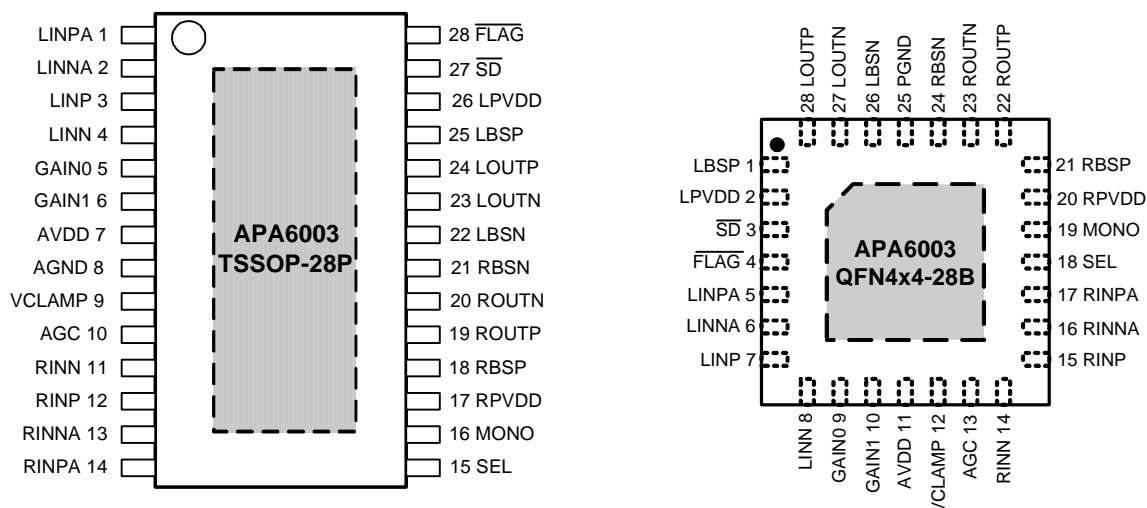 LINPA 1
LINNA 2
LINP 3
LINN 4
GAIN0 5
GAIN1 6
AVDD 7
AGND 8
VCLAMP 9
AGC 10
RINN 11
RINP 12
RINNA 13
RINPA 14
28 FLAG
27 SD
26 LPVDD
25 LBSP
24 LOUTP
23 LOUTN
22 LBSN
21 RBSN
20 ROUTN
19 ROUTP
18 RBSP
17 RPVDD
16 MONO
15 SEL
APA6003
TSSOP-28P
28 LOUTP
27 LOUTN
26 LBSN
25 PGND
24 RBSN
23 ROUTN
22 ROUTP
LBSP 1
LPVDD 2
SD 3
FLAG 4
LINPA 5
LINNA 6
LINP 7
21 RBSP
20 RPVDD
19 MONO
18 SEL
17 RINPA
16 RINNA
15 RINP
APA6003
QFN4x4-28B
LINN 8
GAIN0 9
GAIN1 10
AVDD 11
VCLAMP 12
AGC 13
RINN 14